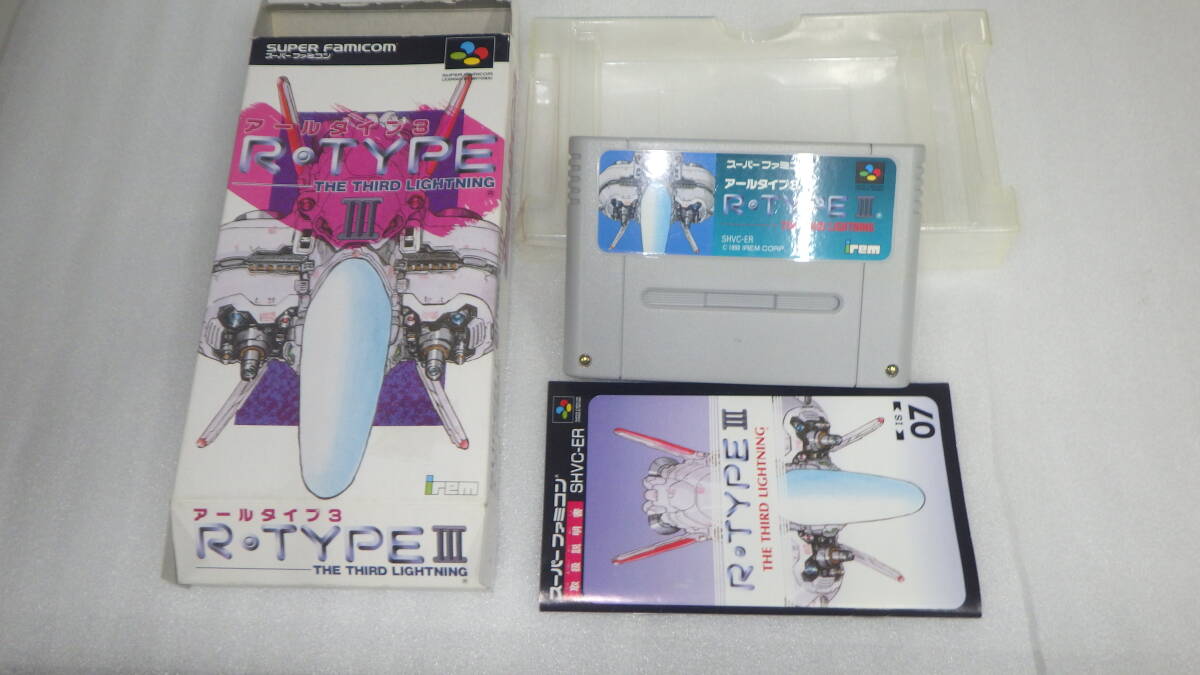 SUPER FAMICOM
スーパーファミコン
SUPER FAMICOM
アールタイプ3
R・TYPE
THE THIRD LIGHTNING
III
irem
アールタイプ3
R・TYPE III
THE THIRD LIGHTNING
スーパーファミコン
アールタイプ3
R・TYPE III
THE THIRD LIGHTNING
SHVC-ER
irem
スーパーファミコン
取扱説明書
SHVC-ER
R・TYPE III
THE THIRD LIGHTNING
IS
07